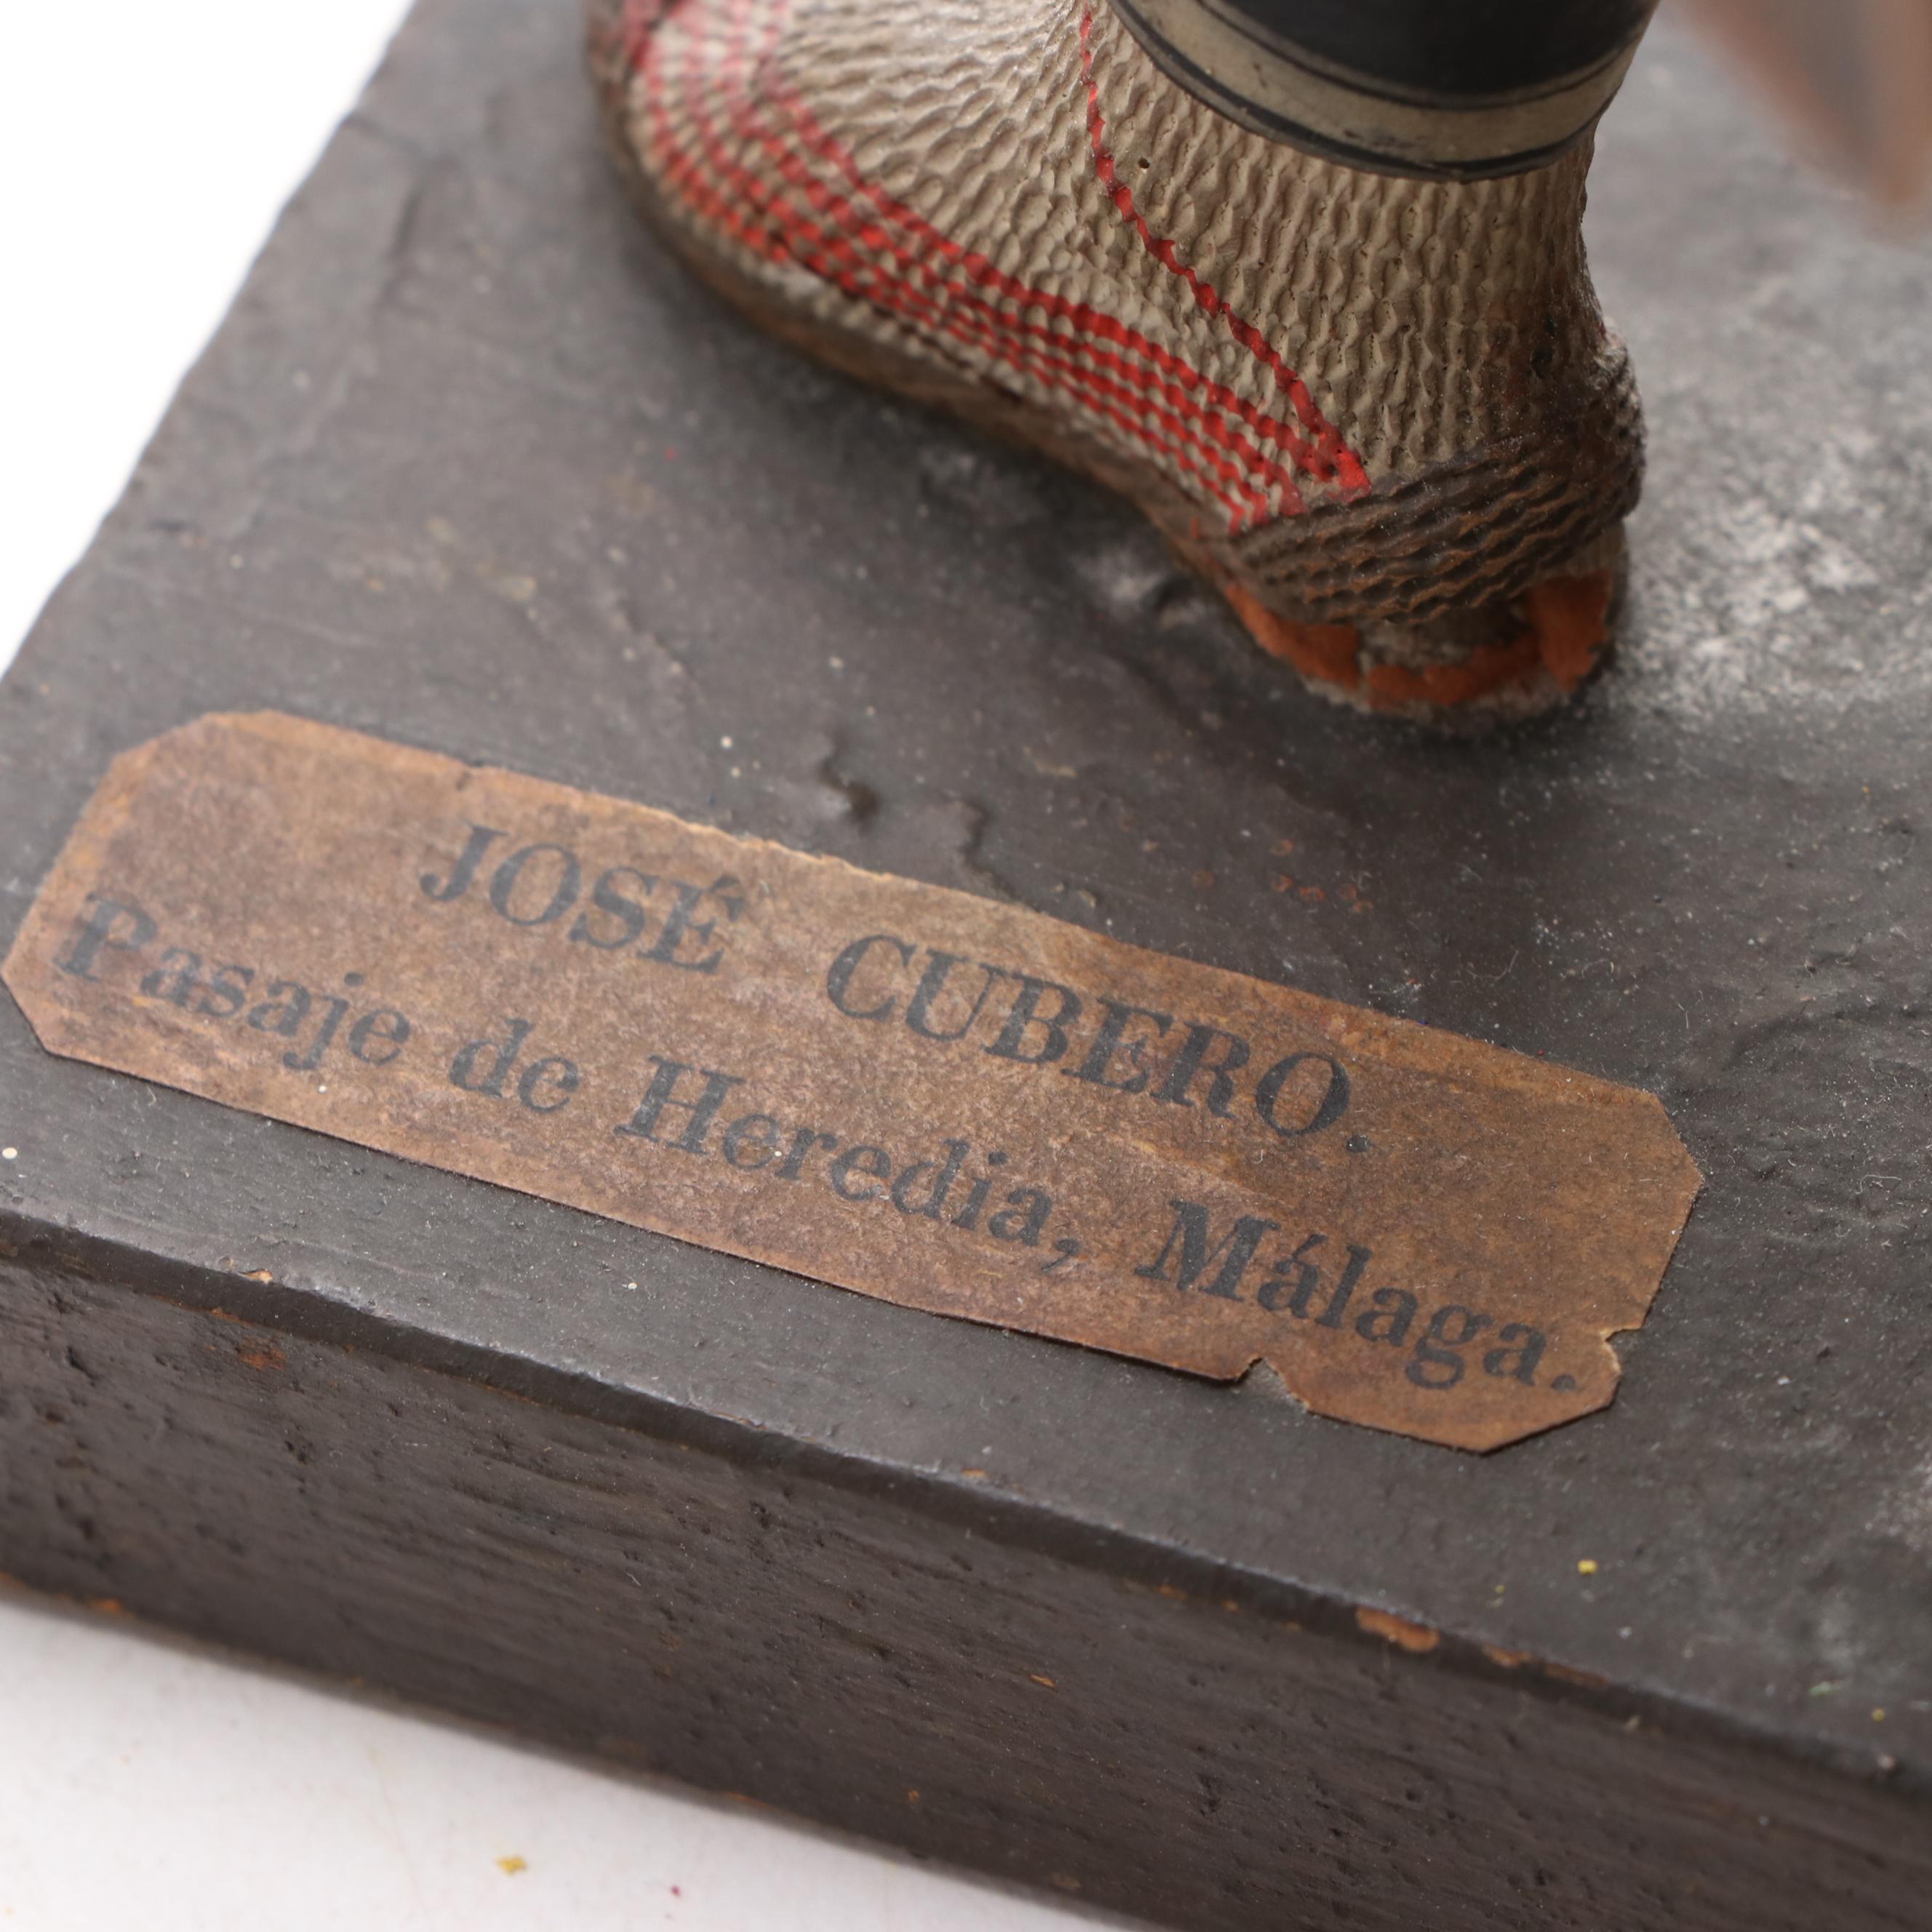 JOSÉ CUBERO.
Pasaje de Heredia, Málaga.